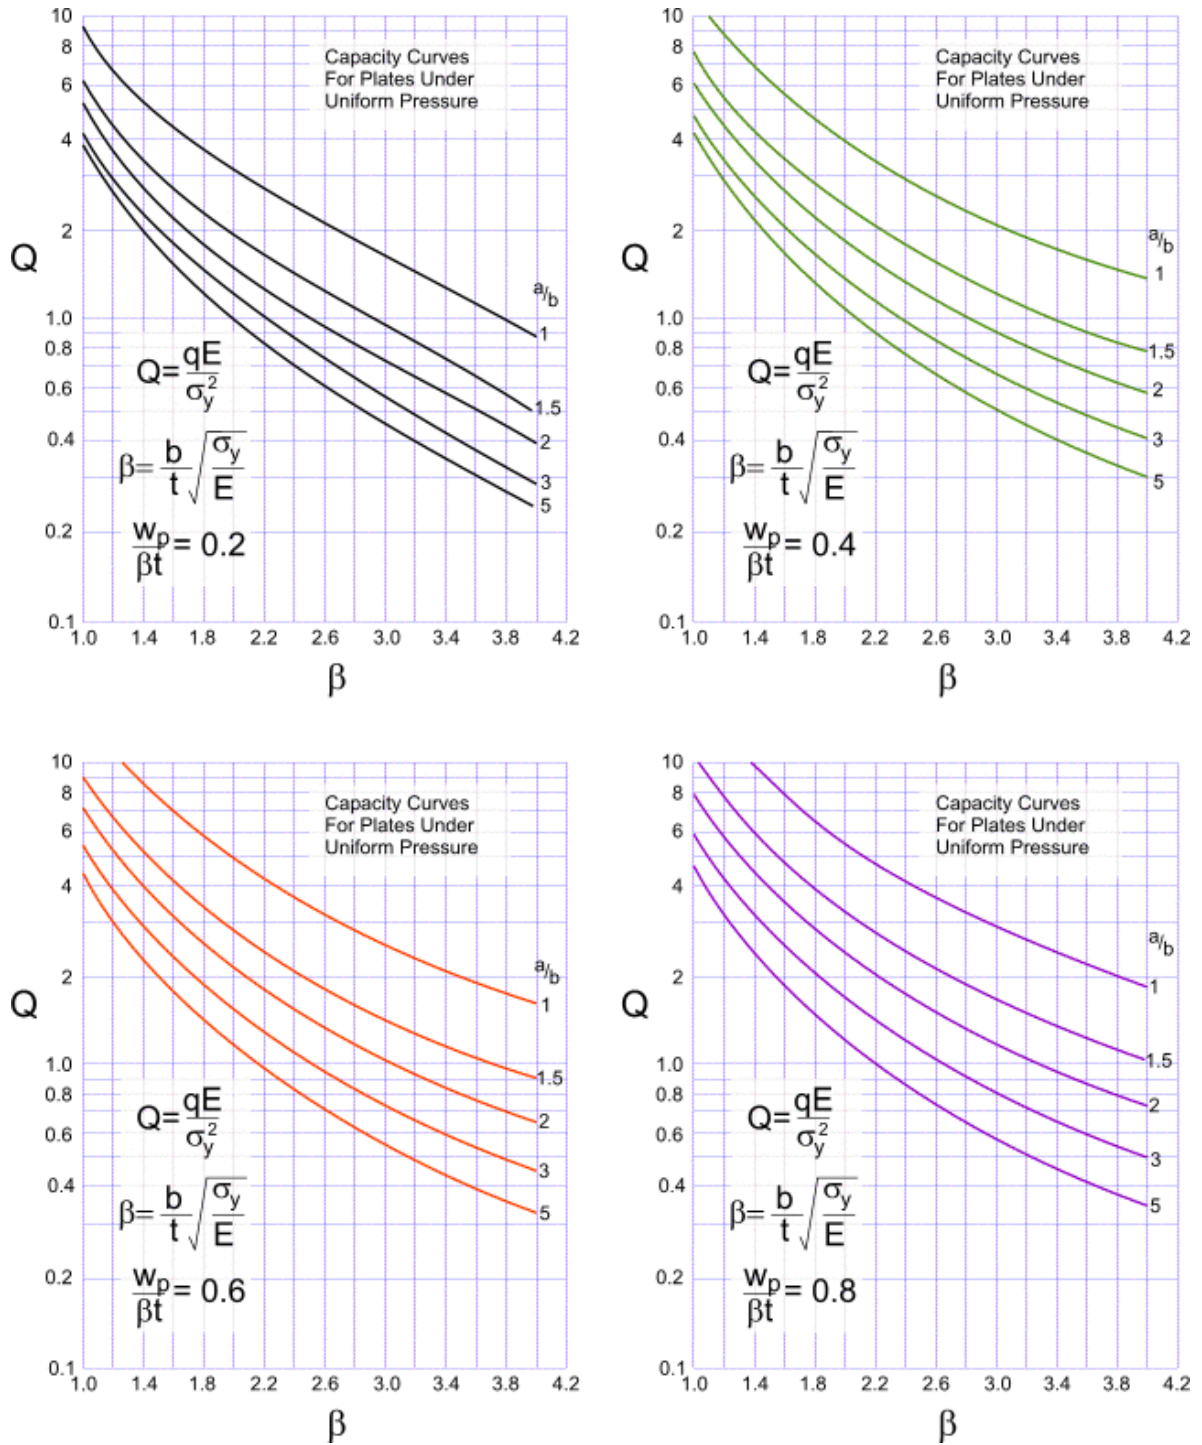 10
8
6
4
2
1.0
0.8
0.6
0.4
0.2
0.1
Q
Capacity Curves
For Plates Under
Uniform Pressure
a/b
1
1.5
2
3
5
Q=qE/σy²
β=b/t√σy/E
wp/βt=0.2
1.0 1.4 1.8 2.2 2.6 3.0 3.4 3.8 4.2
β
10
8
6
4
2
1.0
0.8
0.6
0.4
0.2
0.1
Q
Capacity Curves
For Plates Under
Uniform Pressure
a/b
1
1.5
2
3
5
Q=qE/σy²
β=b/t√σy/E
wp/βt=0.4
1.0 1.4 1.8 2.2 2.6 3.0 3.4 3.8 4.2
β
10
8
6
4
2
1.0
0.8
0.6
0.4
0.2
0.1
Q
Capacity Curves
For Plates Under
Uniform Pressure
a/b
1
1.5
2
3
5
Q=qE/σy²
β=b/t√σy/E
wp/βt=0.6
1.0 1.4 1.8 2.2 2.6 3.0 3.4 3.8 4.2
β
10
8
6
4
2
1.0
0.8
0.6
0.4
0.2
0.1
Q
Capacity Curves
For Plates Under
Uniform Pressure
a/b
1
1.5
2
3
5
Q=qE/σy²
β=b/t√σy/E
wp/βt=0.8
1.0 1.4 1.8 2.2 2.6 3.0 3.4 3.8 4.2
β